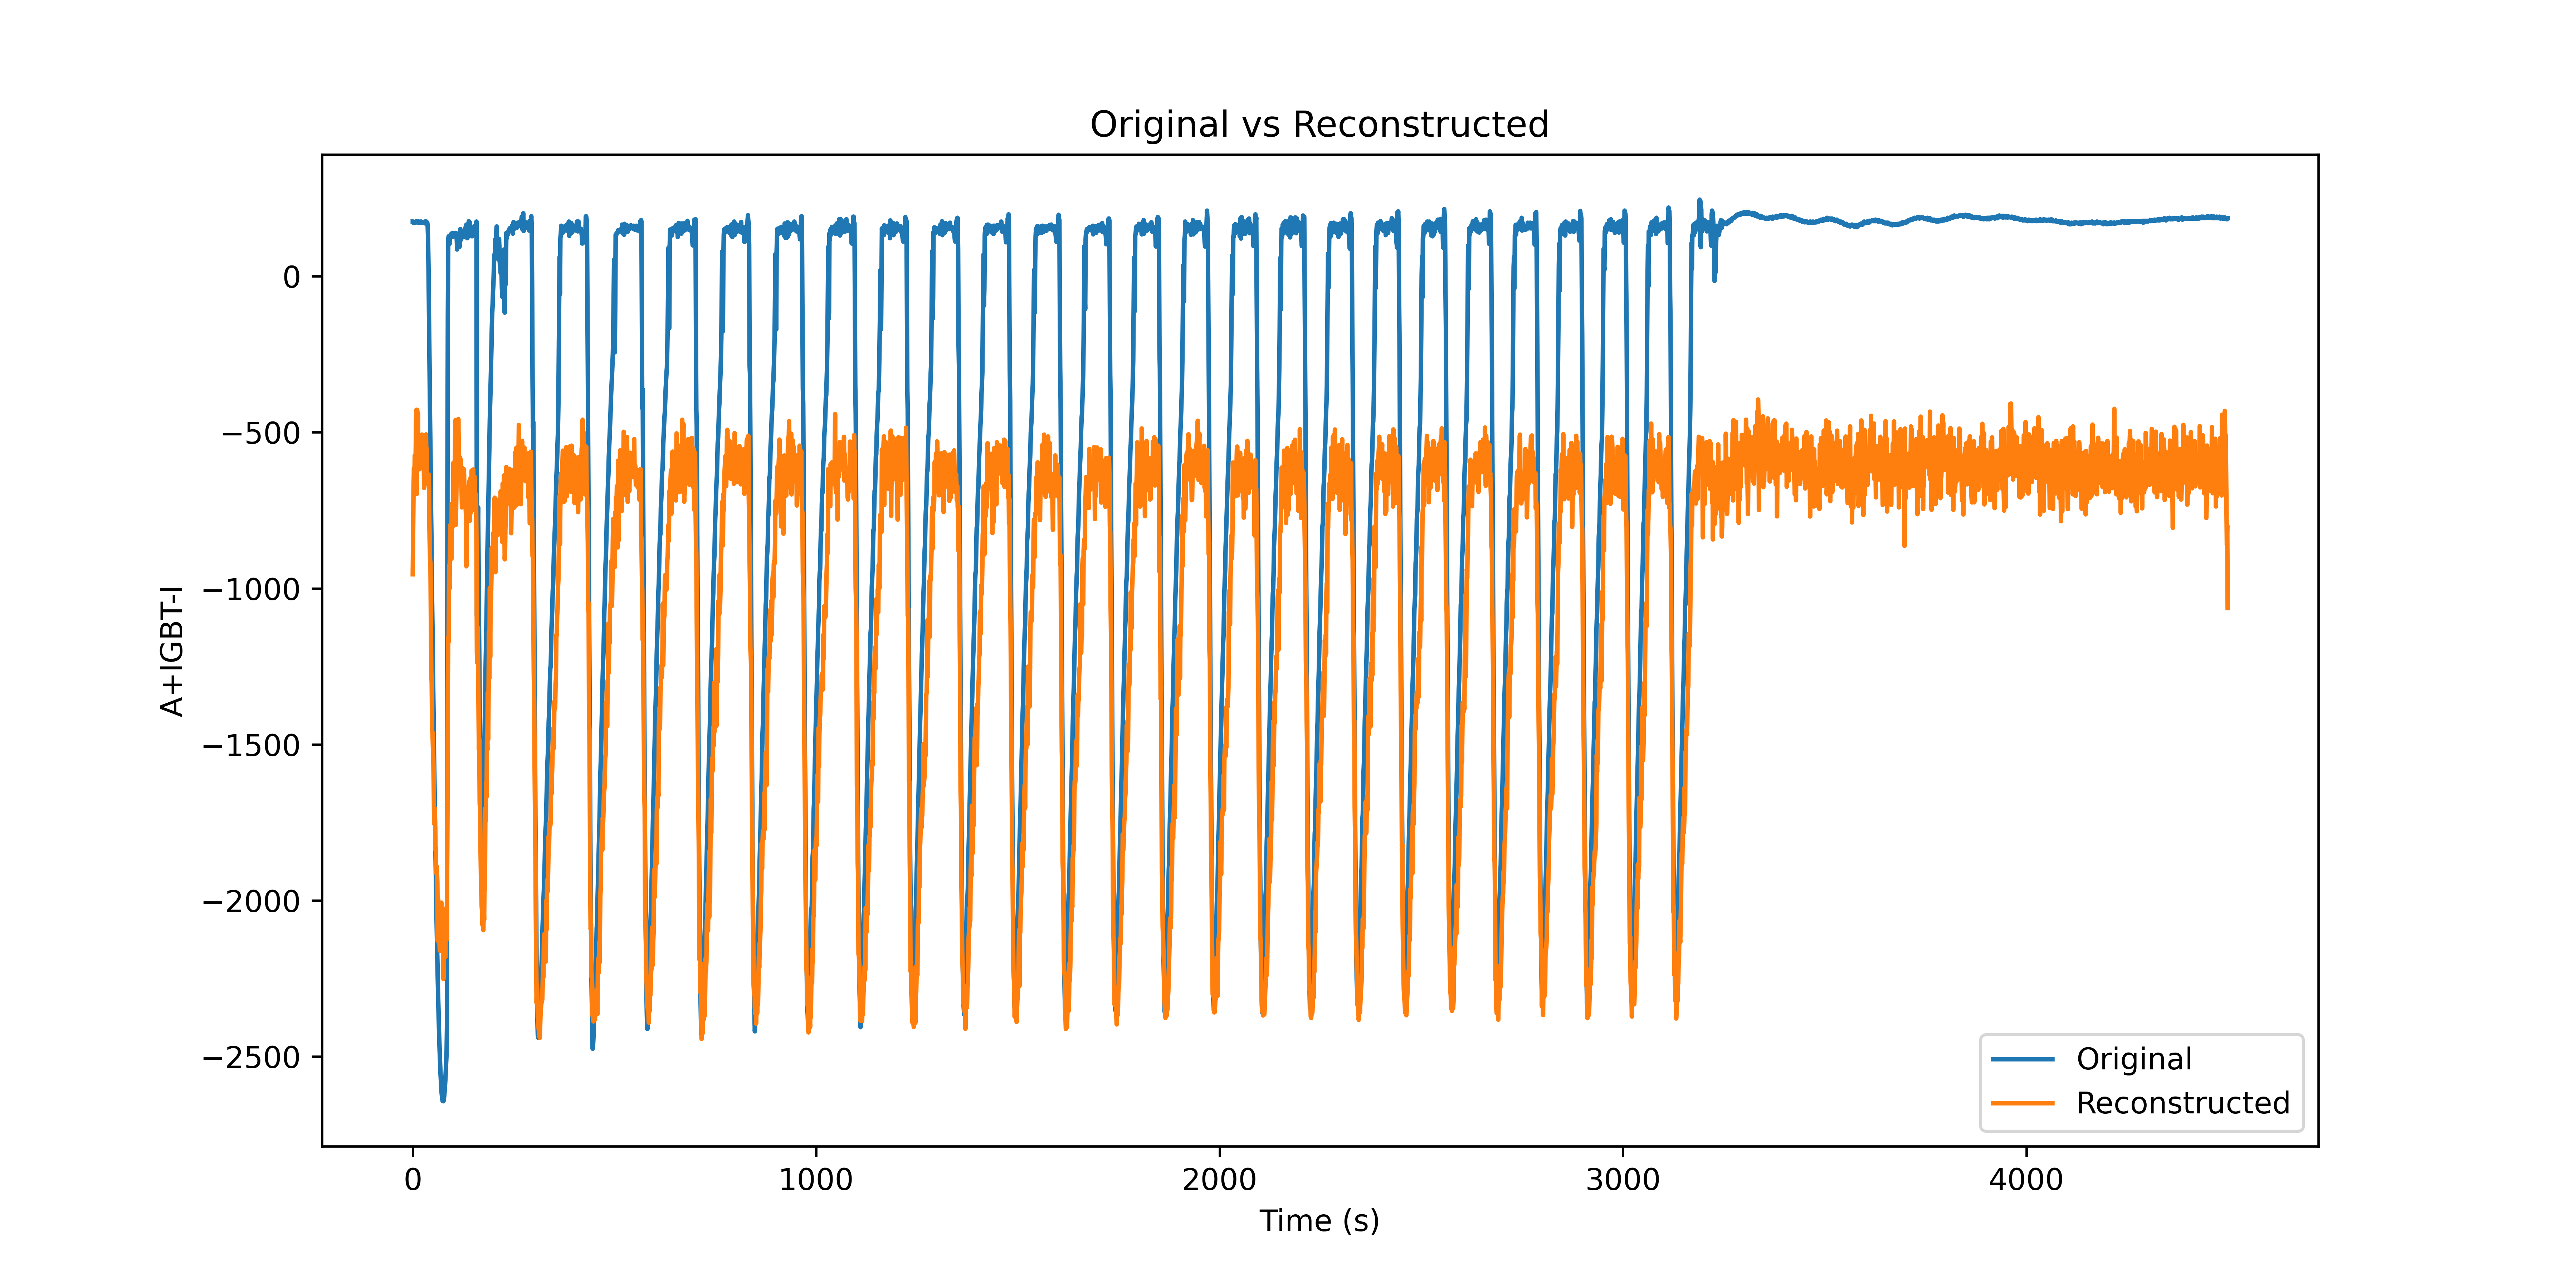 Original vs Reconstructed
A+IGBT-I
0
−500
−1000
−1500
−2000
−2500
0 1000 2000 3000 4000
Time (s)
Original
Reconstructed